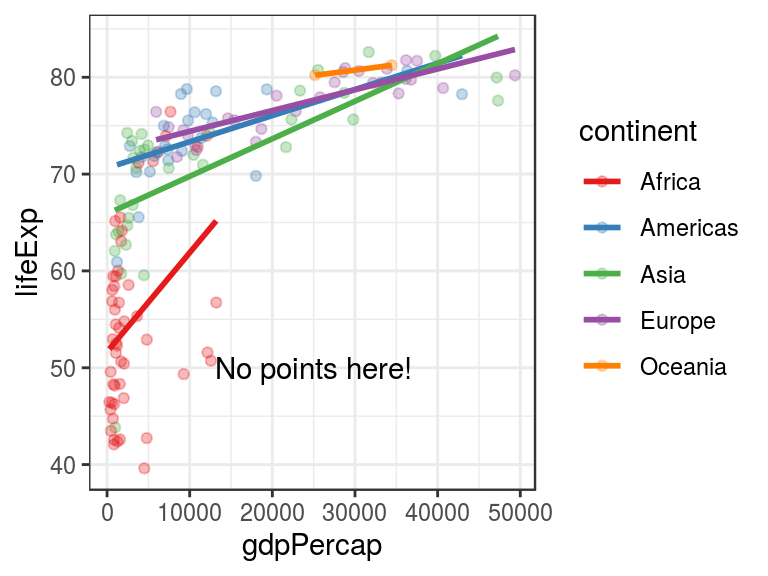 80
70
60
50
40
lifeExp
No points here!
0 10000 20000 30000 40000 50000
gdpPercap
continent
Africa
Americas
Asia
Europe
Oceania